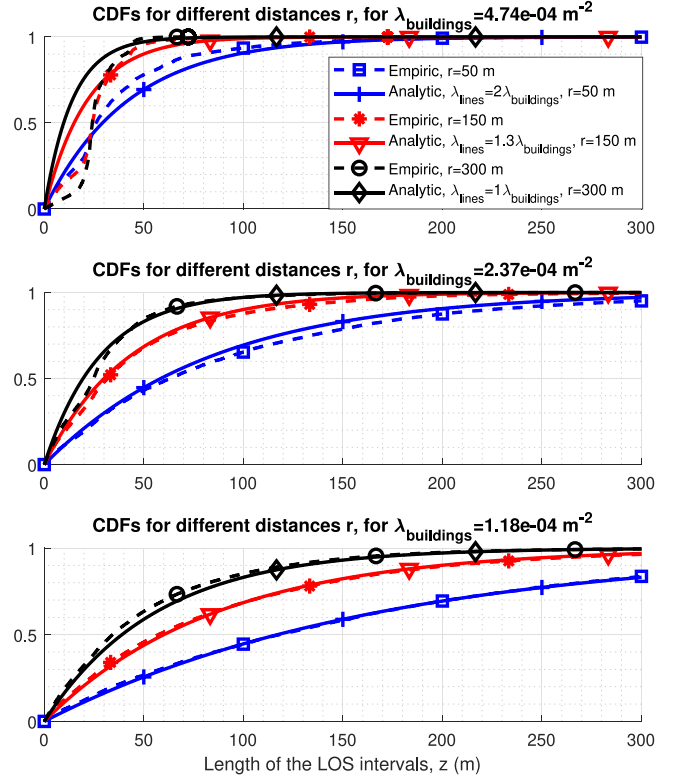 CDFs for different distances r, for λbuildings=4.74e-04 m-2
1
0.5
0
0 50 100 150 200 250 300
Empiric, r=50 m
Analytic, λlines=2λbuildings, r=50 m
Empiric, r=150 m
Analytic, λlines=1.3λbuildings, r=150 m
Empiric, r=300 m
Analytic, λlines=1λbuildings, r=300 m
CDFs for different distances r, for λbuildings=2.37e-04 m-2
1
0.5
0
0 50 100 150 200 250 300
CDFs for different distances r, for λbuildings=1.18e-04 m-2
1
0.5
0
0 50 100 150 200 250 300
Length of the LOS intervals, z (m)